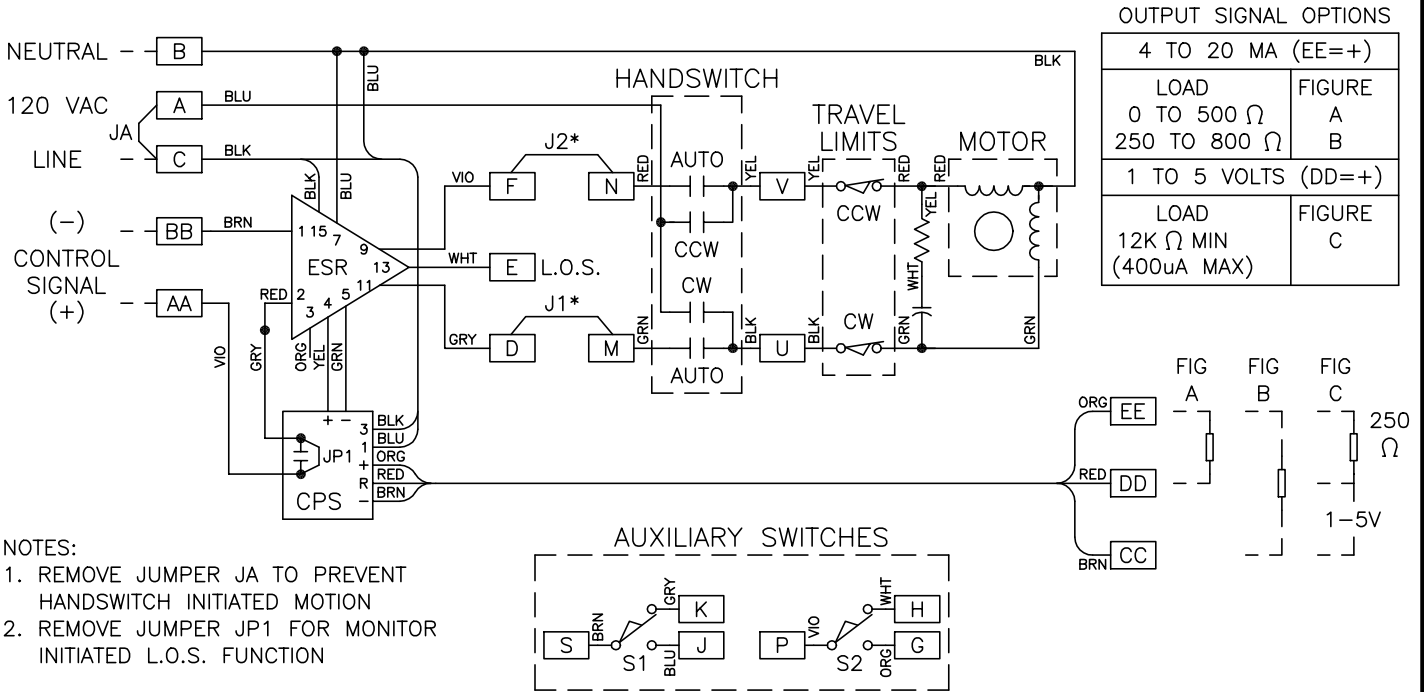 OUTPUT SIGNAL OPTIONS
4 TO 20 MA (EE=+)
LOAD FIGURE
0 TO 500 Ω A
250 TO 800 Ω B
1 TO 5 VOLTS (DD=+)
LOAD FIGURE
12K Ω MIN C
(400uA MAX)
NEUTRAL B
BLU
BLK
120 VAC A BLU
JA
LINE C BLK
BLK BLU
HANDSWITCH
TRAVEL
LIMITS
MOTOR
J2*
VIO F N RED AUTO YEL V YEL RED RED
CCW CCW
YEL
(-) BB BRN
CONTROL
SIGNAL
(+) AA
VIO
1 15 7 9
ESR 13
11
RED 2 3 4 5
GRY ORG YEL GRN
WHT E L.O.S.
CW
WHT
J1*
GRY D M GRN AUTO BLK U BLK CW GRN GRN
+ -
3 BLK
1 BLU
+ ORG
R RED
- BRN
JP1
CPS
FIG FIG FIG
A B C
ORG EE
250
Ω
RED DD
1-5V
BRN CC
NOTES:
1. REMOVE JUMPER JA TO PREVENT
HANDSWITCH INITIATED MOTION
2. REMOVE JUMPER JP1 FOR MONITOR
INITIATED L.O.S. FUNCTION
AUXILIARY SWITCHES
GRY K
S BRN
S1
BLU J
WHT H
P VIO
S2
ORG G